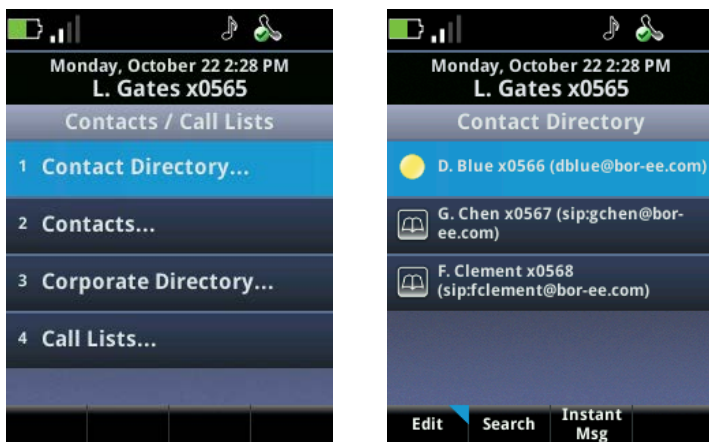 Monday, October 22 2:28 PM
L. Gates x0565
Contacts / Call Lists
1 Contact Directory...
2 Contacts...
3 Corporate Directory...
4 Call Lists...
Monday, October 22 2:28 PM
L. Gates x0565
Contact Directory
D. Blue x0566 (dblue@bor-ee.com)
G. Chen x0567 (sip:gchen@bor-
ee.com)
F. Clement x0568
(sip:fclement@bor-ee.com)
Edit Search Instant
Msg